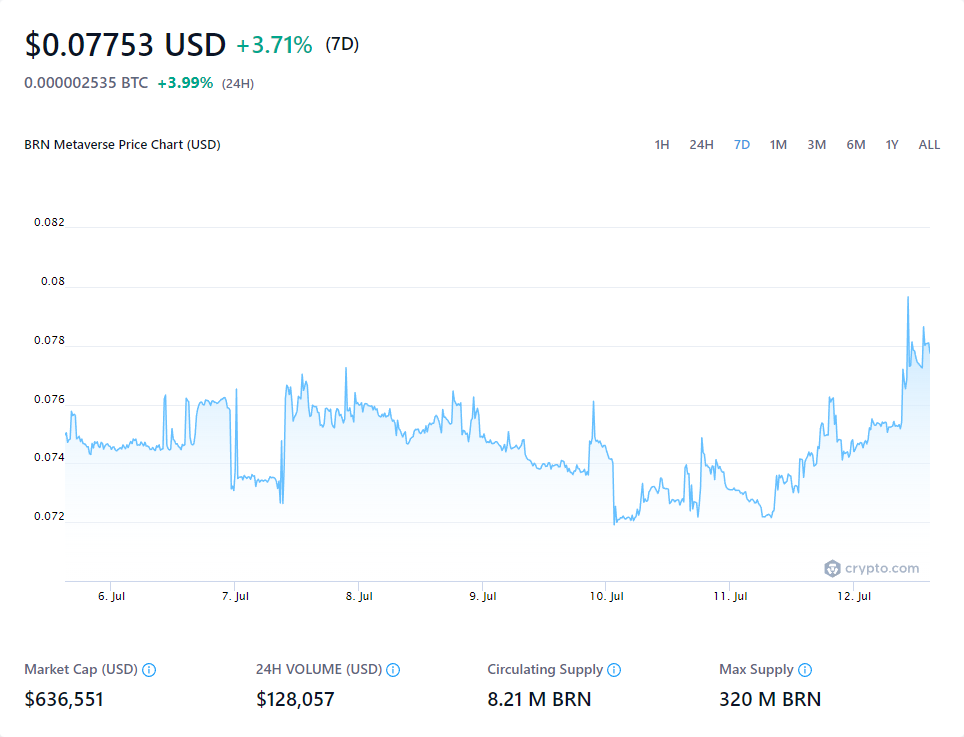 $0.07753 USD +3.71% (7D)
0.000002535 BTC +3.99% (24H)
BRN Metaverse Price Chart (USD) 1H 24H 7D 1M 3M 6M 1Y ALL
0.082
0.08
0.078
0.076
0.074
0.072
crypto.com
6. Jul 7. Jul 8. Jul 9. Jul 10. Jul 11. Jul 12. Jul
Market Cap (USD) 24H VOLUME (USD) Circulating Supply Max Supply
$636,551 $128,057 8.21 M BRN 320 M BRN